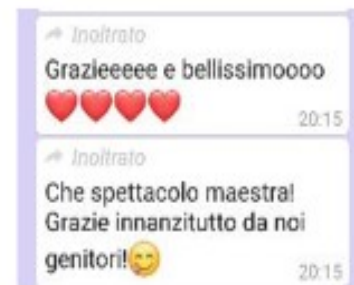 Inoltrato
Grazieeeee e bellissimoooo
❤️❤️❤️❤️
20:15
Inoltrato
Che spettacolo maestra!
Grazie innanzitutto da noi
genitori!😋
20:15